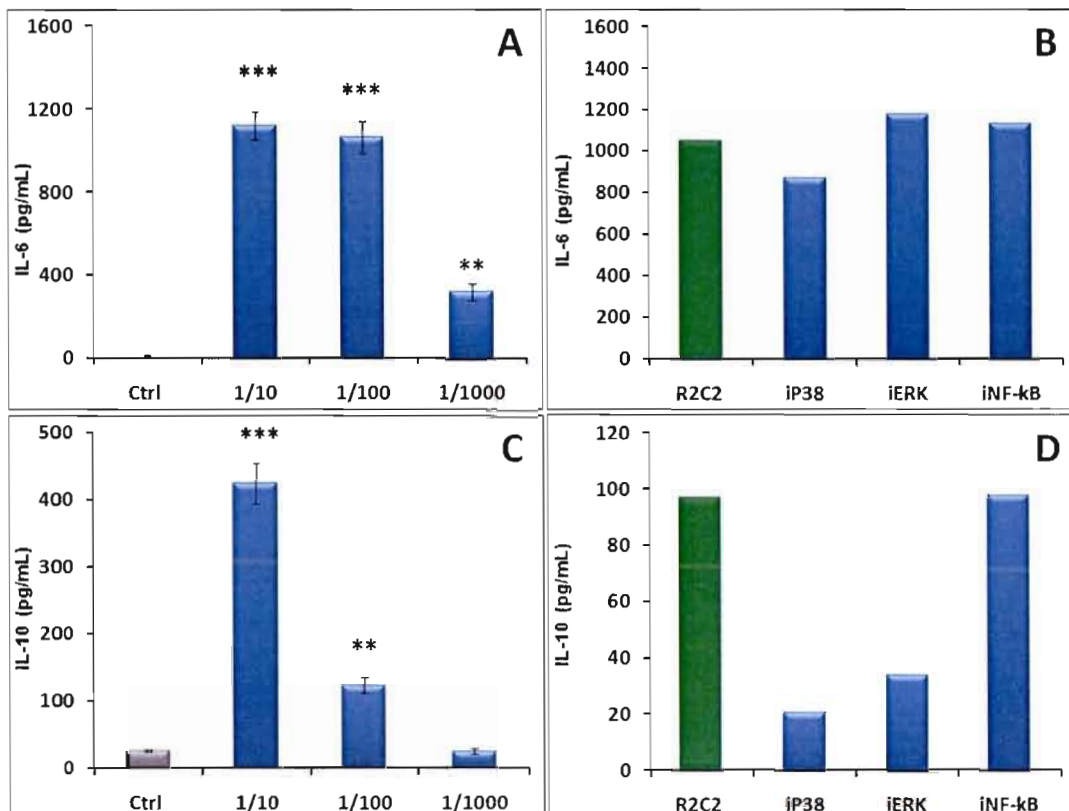 A
IL-6 (pg/mL)
1600
1200
800
400
0
***
***
**
Ctrl 1/10 1/100 1/1000
B
IL-6 (pg/mL)
1600
1400
1200
1000
800
600
400
200
0
R2C2 iP38 iERK iNF-kB
C
IL-10 (pg/mL)
500
400
300
200
100
0
***
**
Ctrl 1/10 1/100 1/1000
D
IL-10 (pg/mL)
120
100
80
60
40
20
0
R2C2 iP38 iERK iNF-kB